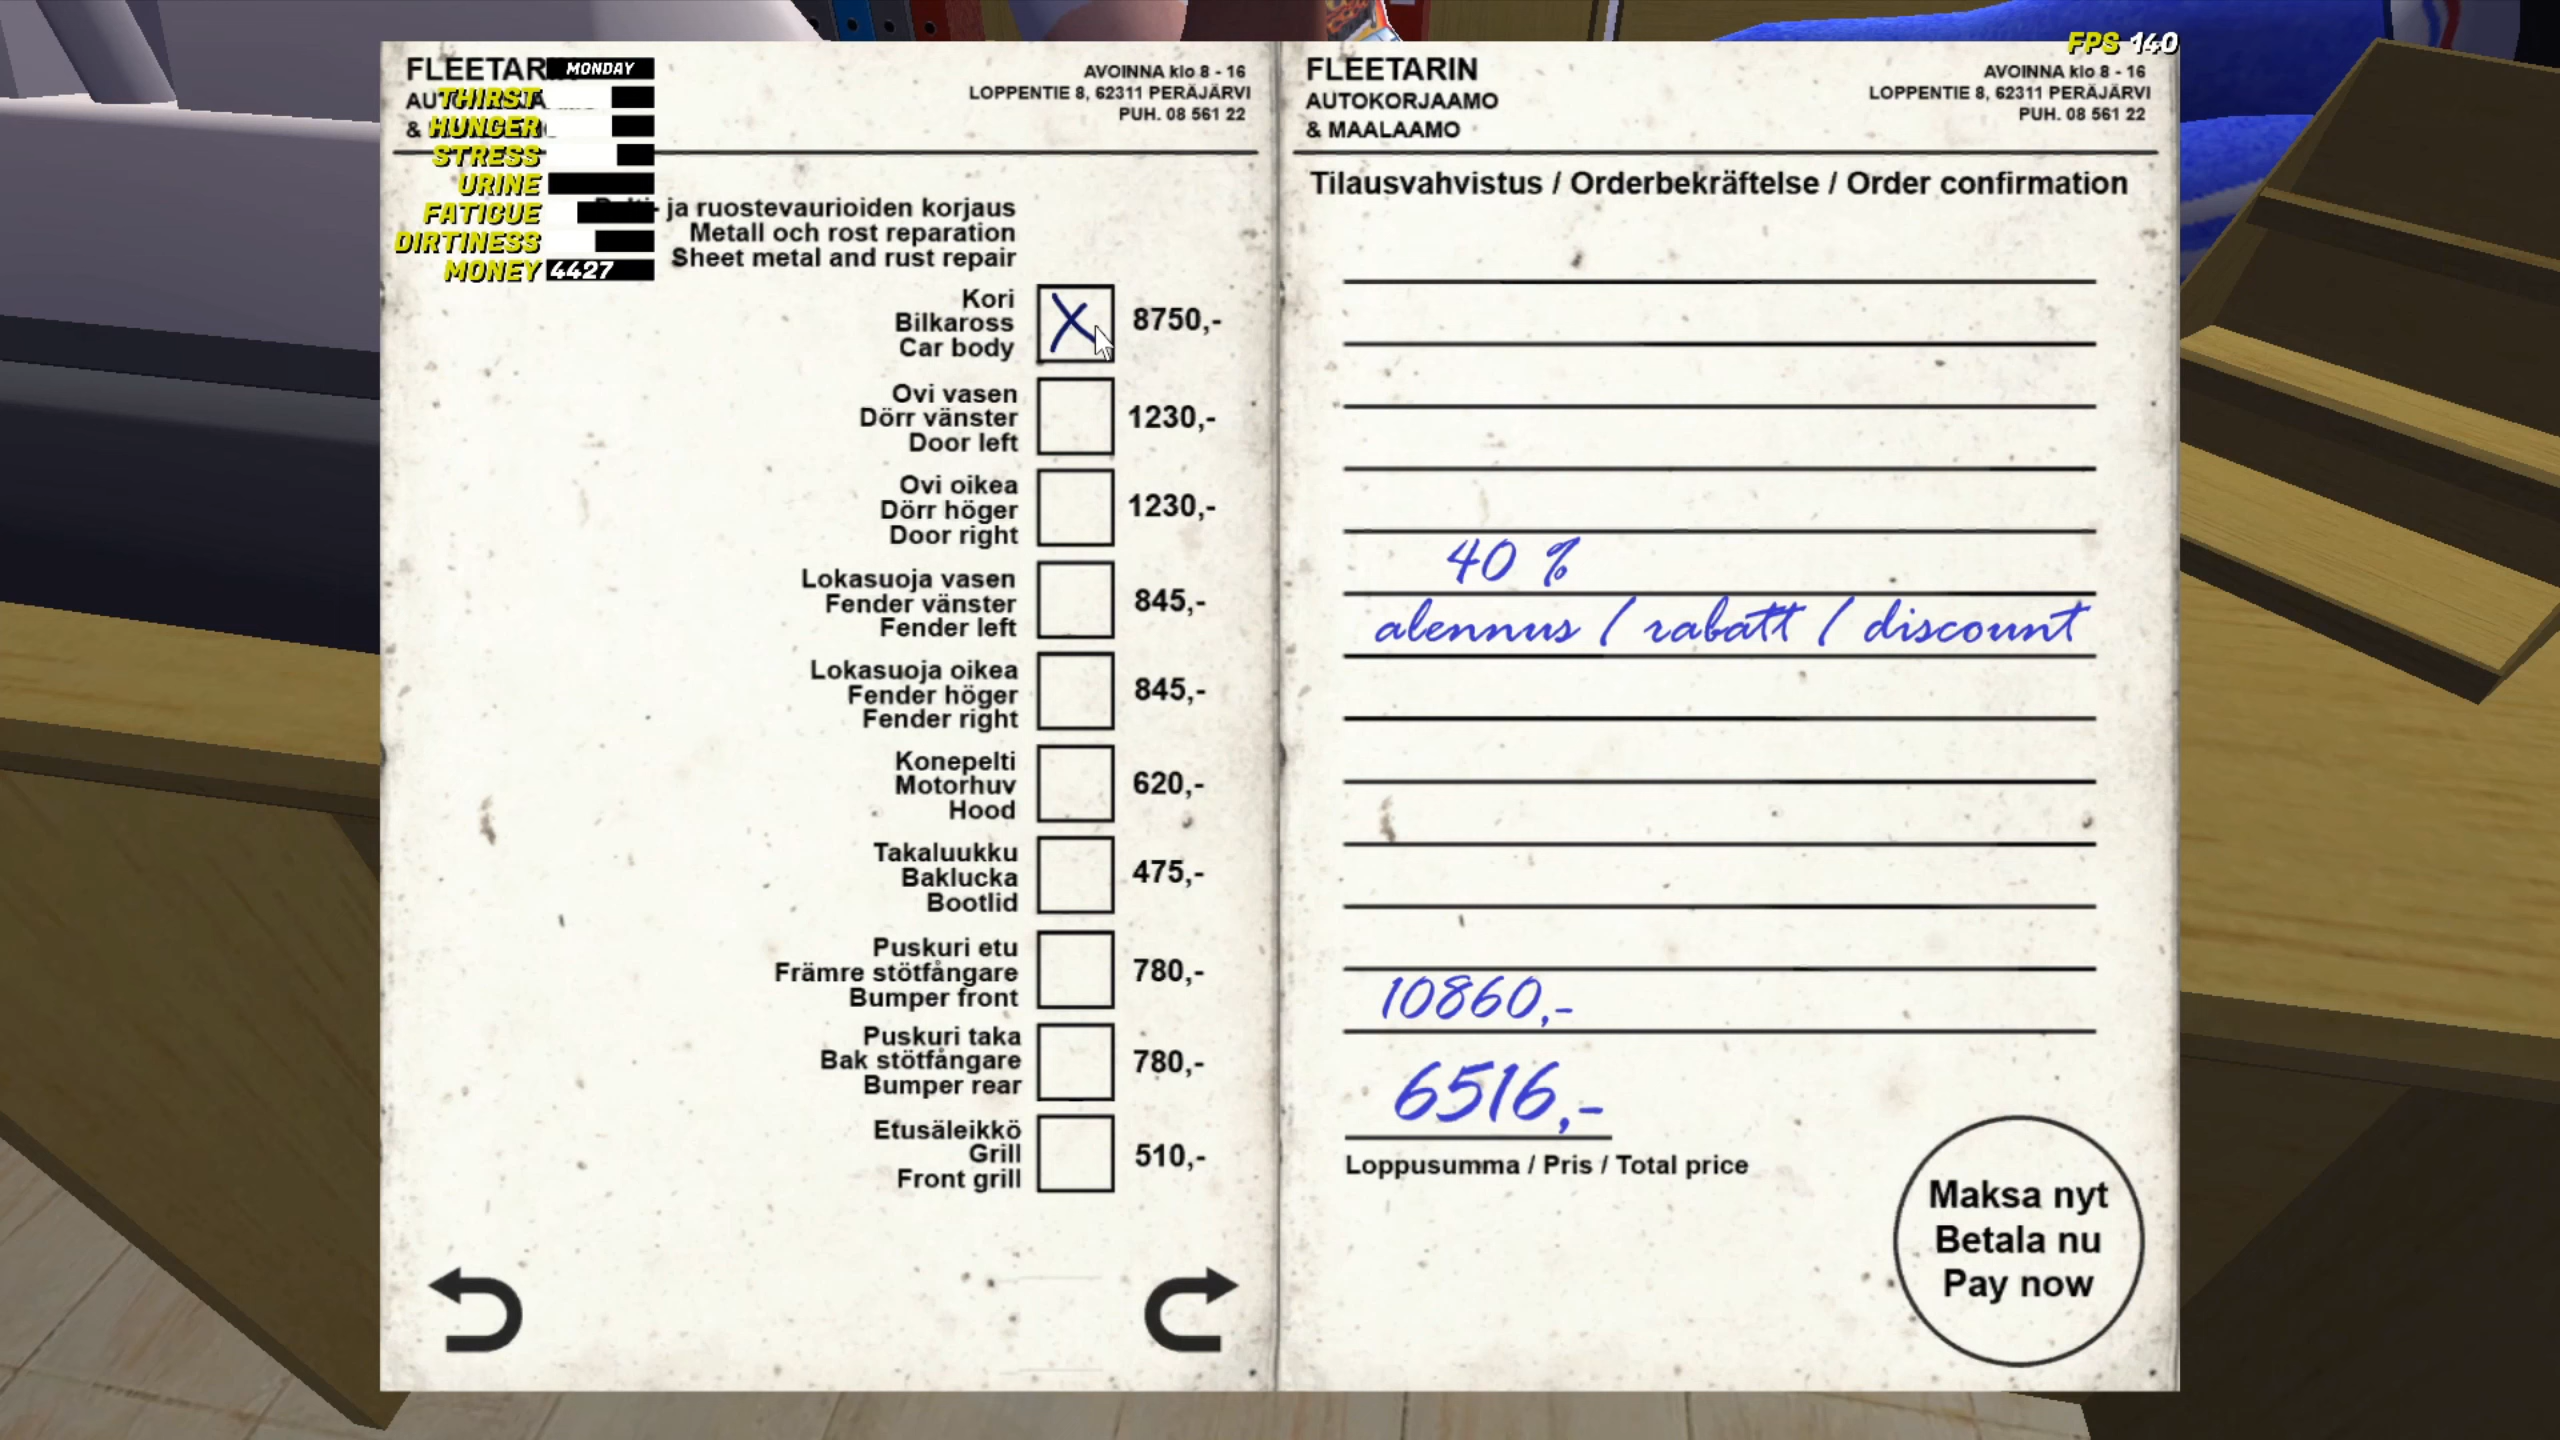 FPS 140
FLEETAR
MONDAY
THIRST
&
HUNGER
STRESS
URINE
FATIGUE
DIRTINESS
MONEY 4427
AVOINNA klo 8 - 16
LOPPENTIE 8, 62311 PERÄJÄRVI
PUH. 08 561 22
ja ruostevaurioiden korjaus
Metall och rost reparation
Sheet metal and rust repair
Kori
Bilkaross
Car body
X
8750,-
Ovi vasen
Dörr vänster
Door left
1230,-
Ovi oikea
Dörr höger
Door right
1230,-
Lokasuoja vasen
Fender vänster
Fender left
845,-
Lokasuoja oikea
Fender höger
Fender right
845,-
Konepelti
Motorhuv
Hood
620,-
Takaluukku
Baklucka
Bootlid
475,-
Puskuri etu
Främre stötfångare
Bumper front
780,-
Puskuri taka
Bak stötfångare
Bumper rear
780,-
Etusäleikkö
Grill
Front grill
510,-
FLEETARIN
AUTOKORJAAMO
& MAALAAMO
AVOINNA klo 8 - 16
LOPPENTIE 8, 62311 PERÄJÄRVI
PUH. 08 561 22
Tilausvahvistus / Orderbekräftelse / Order confirmation
40 %
alennus / rabatt / discount
10860,-
6516,-
Loppusumma / Pris / Total price
Maksa nyt
Betala nu
Pay now